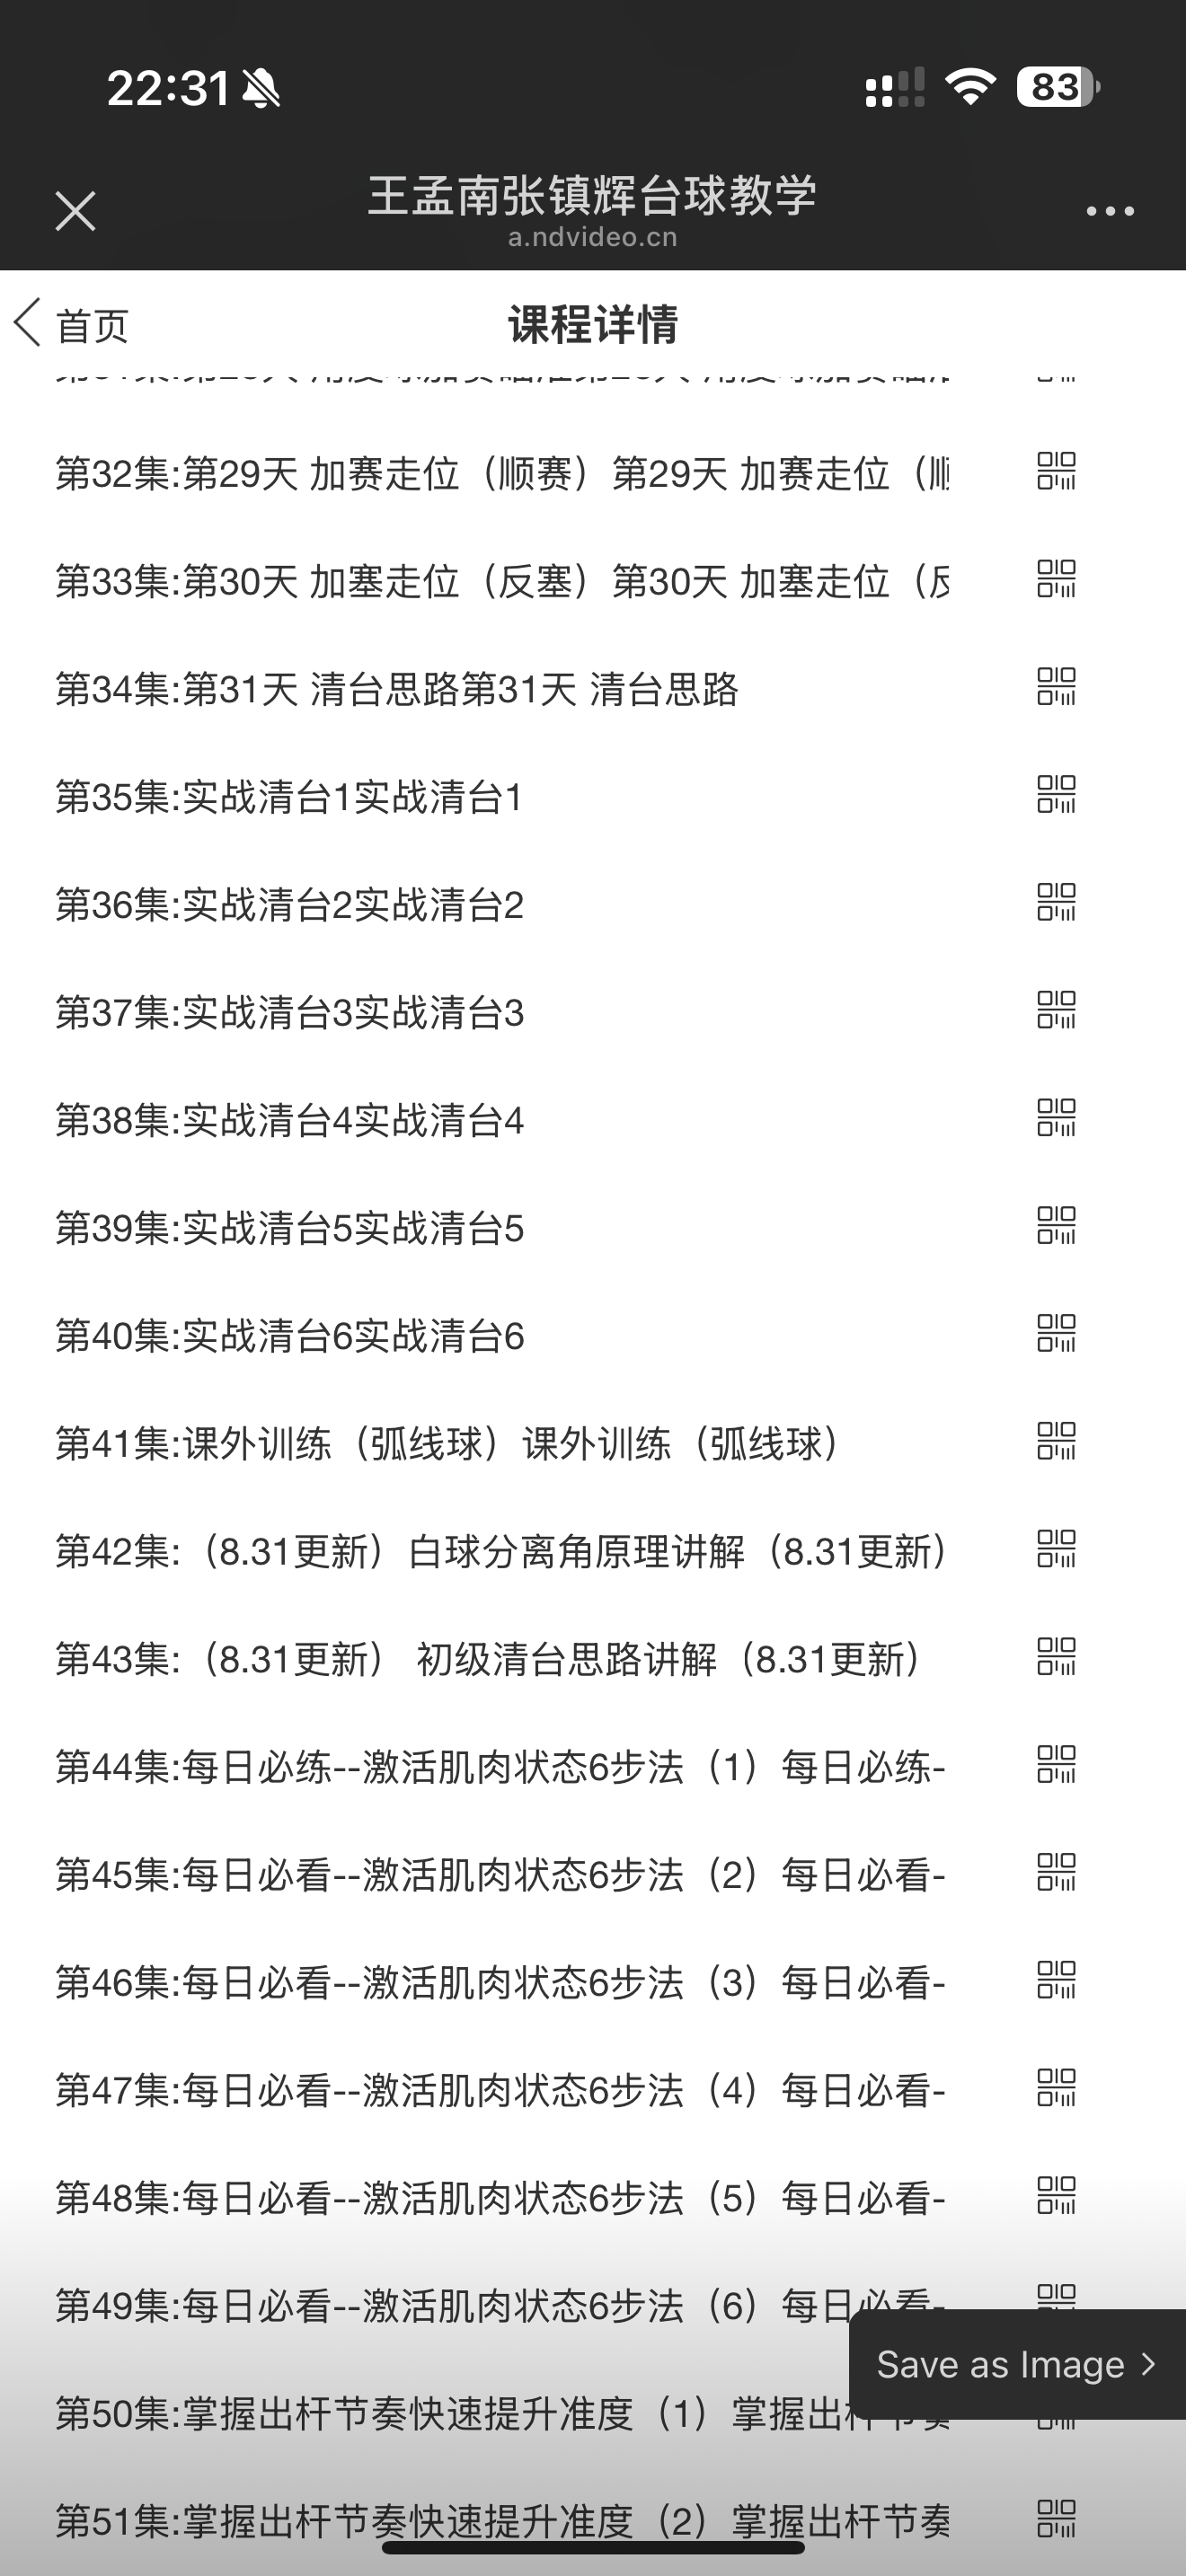 22:31
83
王孟南张镇辉台球教学
a.ndvideo.cn
首页
课程详情
第32集:第29天 加赛走位（顺赛）第29天 加赛走位（顺
第33集:第30天 加塞走位（反塞）第30天 加塞走位（反
第34集:第31天 清台思路第31天 清台思路
第35集:实战清台1实战清台1
第36集:实战清台2实战清台2
第37集:实战清台3实战清台3
第38集:实战清台4实战清台4
第39集:实战清台5实战清台5
第40集:实战清台6实战清台6
第41集:课外训练（弧线球）课外训练（弧线球）
第42集:（8.31更新）白球分离角原理讲解（8.31更新）
第43集:（8.31更新） 初级清台思路讲解（8.31更新）
第44集:每日必练--激活肌肉状态6步法（1）每日必练-
第45集:每日必看--激活肌肉状态6步法（2）每日必看-
第46集:每日必看--激活肌肉状态6步法（3）每日必看-
第47集:每日必看--激活肌肉状态6步法（4）每日必看-
第48集:每日必看--激活肌肉状态6步法（5）每日必看-
第49集:每日必看--激活肌肉状态6步法（6）每日必看-
Save as Image
第50集:掌握出杆节奏快速提升准度（1）掌握出杆节奏
第51集:掌握出杆节奏快速提升准度（2）掌握出杆节奏